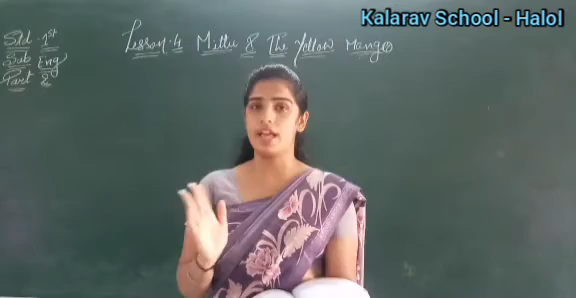 Kalarav School - Halol
Std. 1st
Sub Eng
Part 2
Lesson.4 Mittu & The Yellow Mango